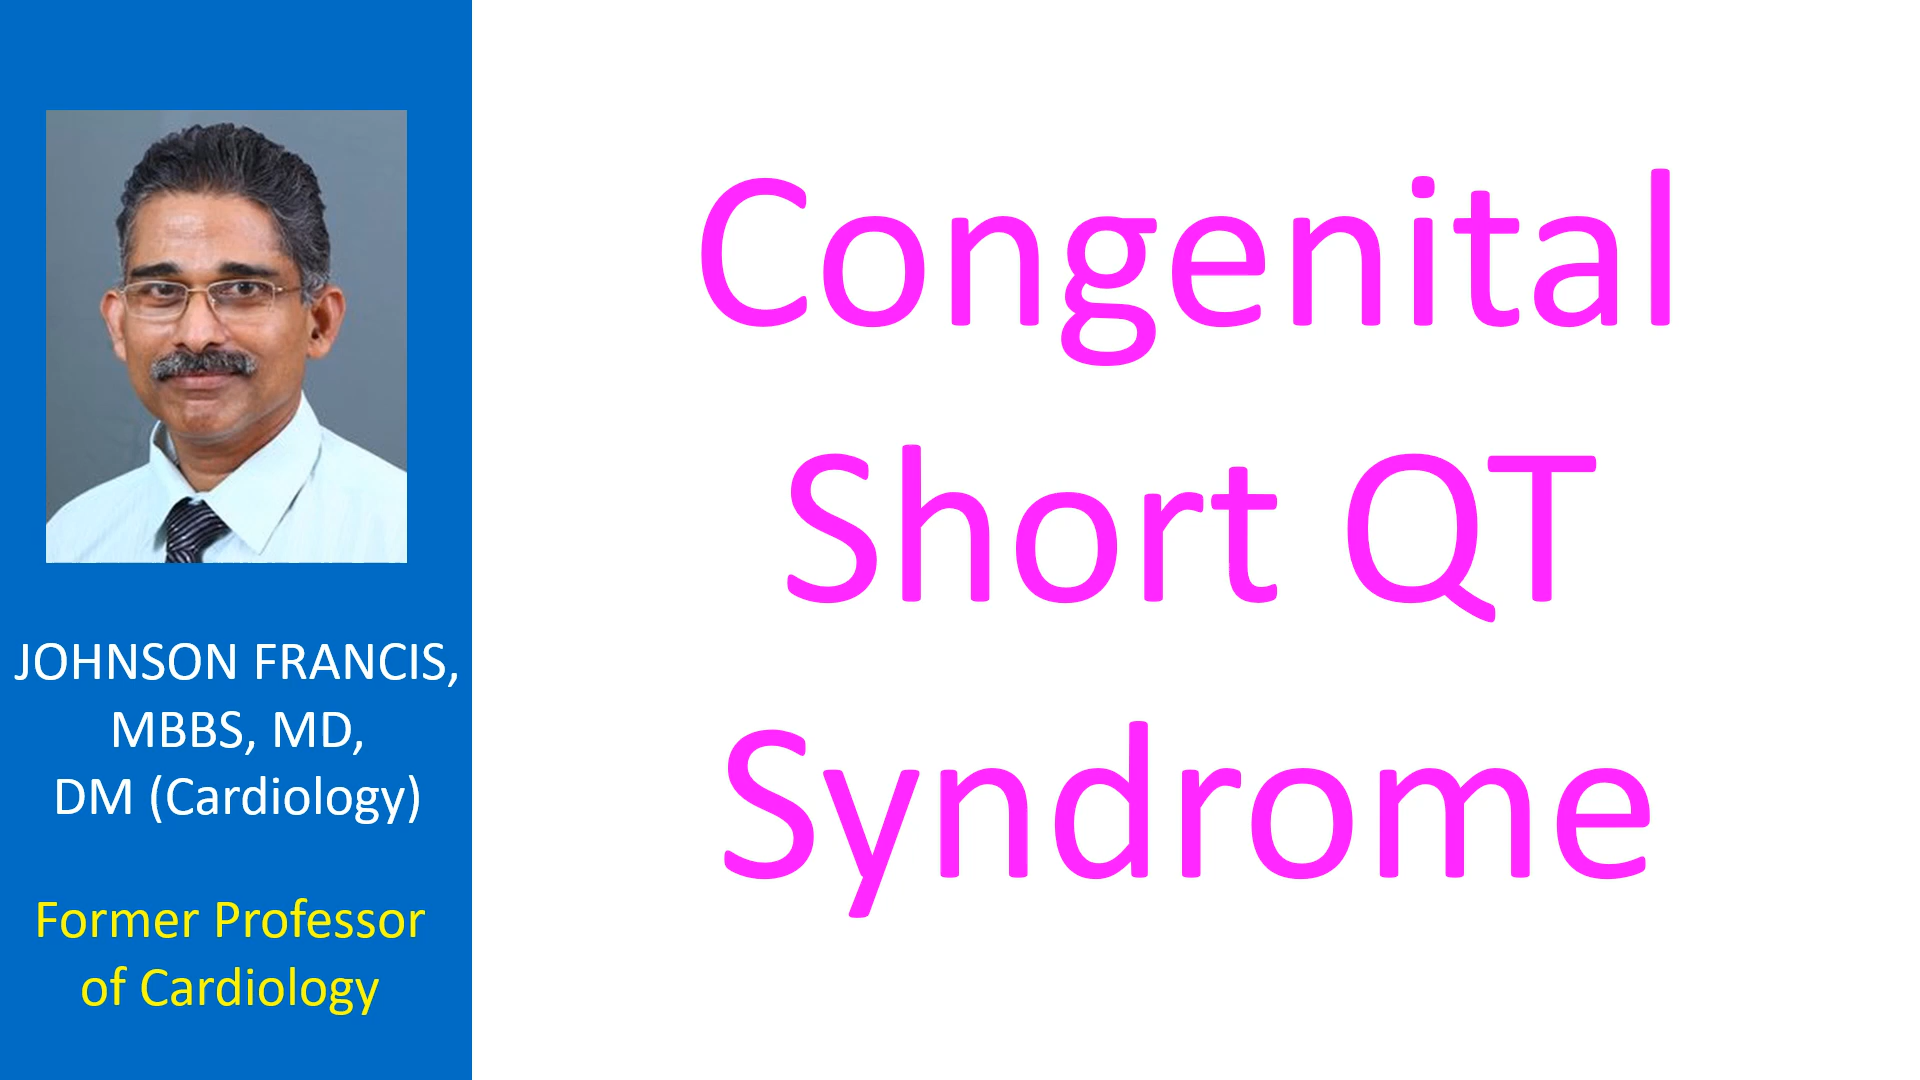 JOHNSON FRANCIS,
MBBS, MD,
DM (Cardiology)
Former Professor
of Cardiology
Congenital
Short QT
Syndrome